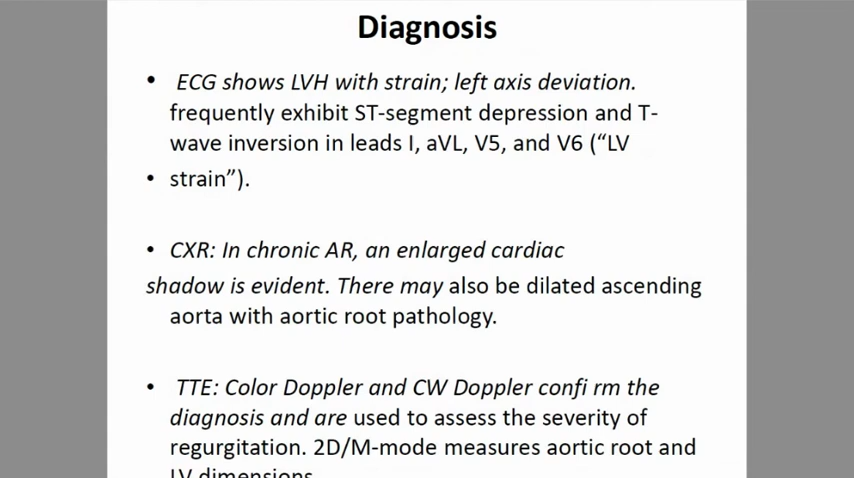 Diagnosis
• ECG shows LVH with strain; left axis deviation.
frequently exhibit ST-segment depression and T-
wave inversion in leads I, aVL, V5, and V6 (“LV
• strain”).
• CXR: In chronic AR, an enlarged cardiac
shadow is evident. There may also be dilated ascending
aorta with aortic root pathology.
• TTE: Color Doppler and CW Doppler confi rm the
diagnosis and are used to assess the severity of
regurgitation. 2D/M-mode measures aortic root and
LV dimensions.